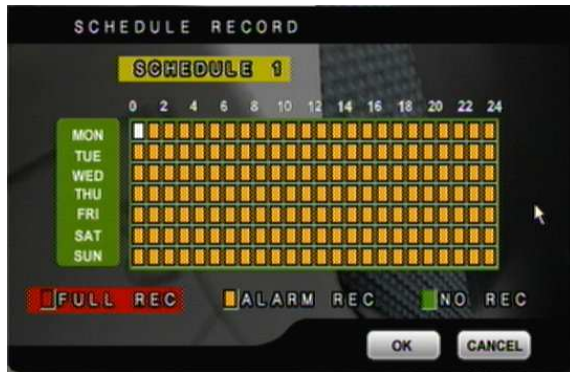 SCHEDULE RECORD
SCHEDULE 1
0 2 4 6 8 10 12 14 16 18 20 22 24
MON
TUE
WED
THU
FRI
SAT
SUN
FULL REC ALARM REC NO REC
OK CANCEL